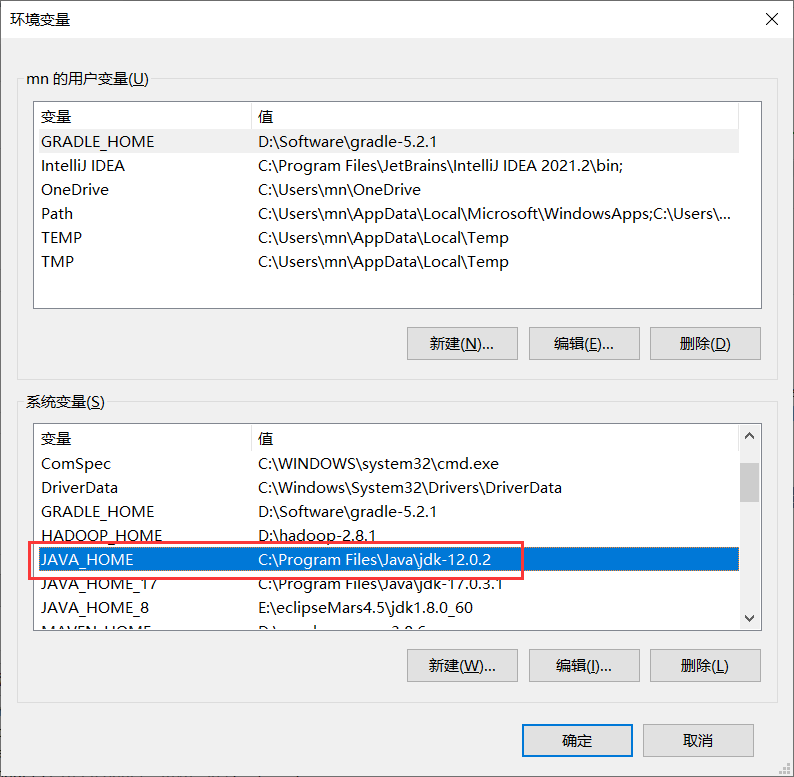 环境变量
mn 的用户变量(U)
变量 值
GRADLE_HOME D:\Software\gradle-5.2.1
IntelliJ IDEA C:\Program Files\JetBrains\IntelliJ IDEA 2021.2\bin;
OneDrive C:\Users\mn\OneDrive
Path C:\Users\mn\AppData\Local\Microsoft\WindowsApps;C:\Users\...
TEMP C:\Users\mn\AppData\Local\Temp
TMP C:\Users\mn\AppData\Local\Temp
新建(N)... 编辑(E)... 删除(D)
系统变量(S)
变量 值
ComSpec C:\WINDOWS\system32\cmd.exe
DriverData C:\Windows\System32\Drivers\DriverData
GRADLE_HOME D:\Software\gradle-5.2.1
HADOOP_HOME D:\hadoop-2.8.1
JAVA_HOME C:\Program Files\Java\jdk-12.0.2
JAVA_HOME_17 C:\Program Files\Java\jdk-17.0.3.1
JAVA_HOME_8 E:\eclipseMars4.5\jdk1.8.0_60
MAVEN_HOME
新建(W)... 编辑(I)... 删除(L)
确定 取消